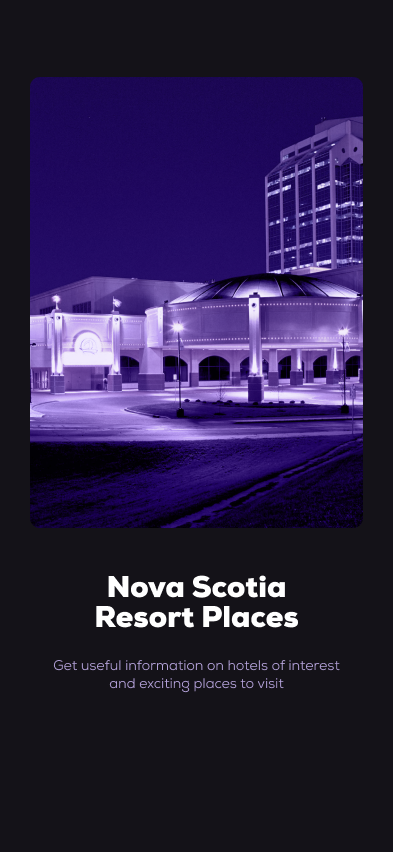 Nova Scotia
Resort Places
Get useful information on hotels of interest
and exciting places to visit